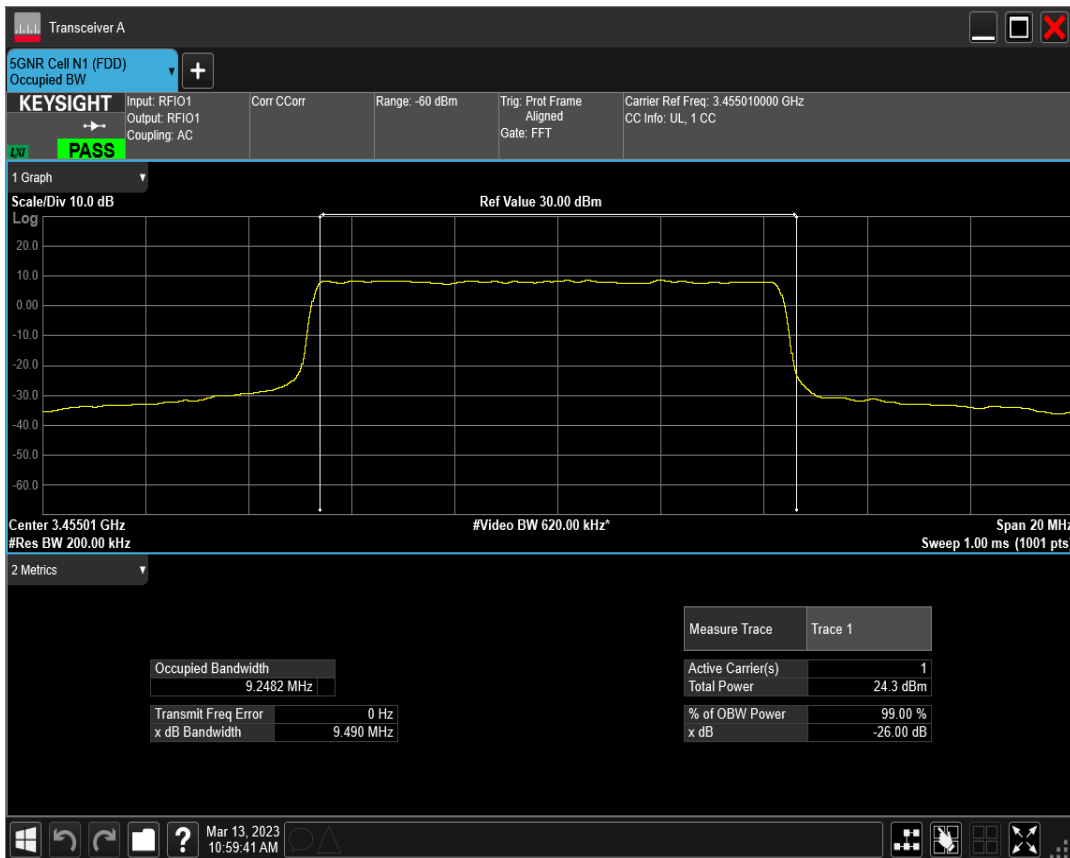 Transceiver A
5GNR Cell N1 (FDD)
Occupied BW
+
KEYSIGHT
LXI
PASS
Input: RFIO1
Output: RFIO1
Coupling: AC
Corr CCorr
Range: -60 dBm
Trig: Prot Frame
Aligned
Gate: FFT
Carrier Ref Freq: 3.455010000 GHz
CC Info: UL, 1 CC
1 Graph
Scale/Div 10.0 dB
Ref Value 30.00 dBm
Log
20.0
10.0
0.00
-10.0
-20.0
-30.0
-40.0
-50.0
-60.0
Center 3.45501 GHz
#Video BW 620.00 kHz*
Span 20 MHz
#Res BW 200.00 kHz
Sweep 1.00 ms (1001 pts)
2 Metrics
Measure Trace Trace 1
Occupied Bandwidth
9.2482 MHz
Active Carrier(s) 1
Total Power 24.3 dBm
Transmit Freq Error 0 Hz
x dB Bandwidth 9.490 MHz
% of OBW Power 99.00 %
x dB -26.00 dB
?
Mar 13, 2023
10:59:41 AM